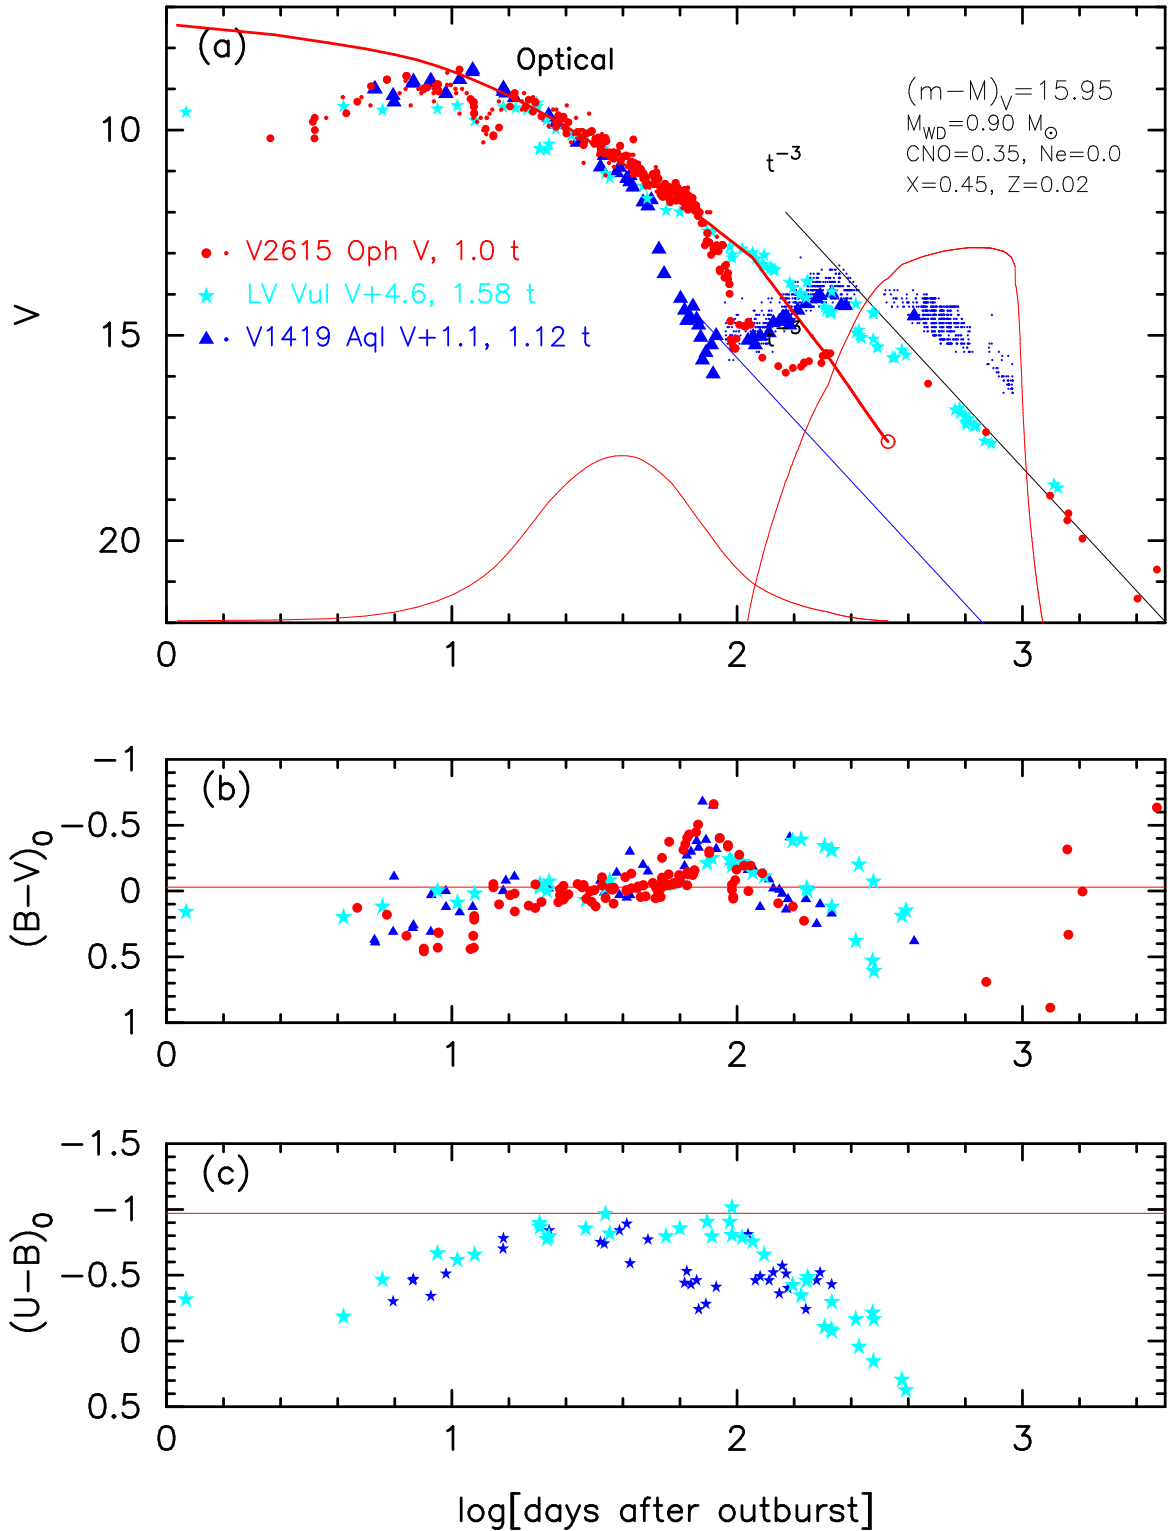 (a)
Optical
(m−M)V=15.95
MWD=0.90 M⊙
CNO=0.35, Ne=0.0
X=0.45, Z=0.02
t−3
V2615 Oph V, 1.0 t
LV Vul V+4.6, 1.58 t
V1419 Aql V+1.1, 1.12 t
t−3
V
10
15
20
0 1 2 3
(b)
(B−V)0
−1
−0.5
0
0.5
1
0 1 2 3
(c)
(U−B)0
−1.5
−1
−0.5
0
0.5
0 1 2 3
log[days after outburst]